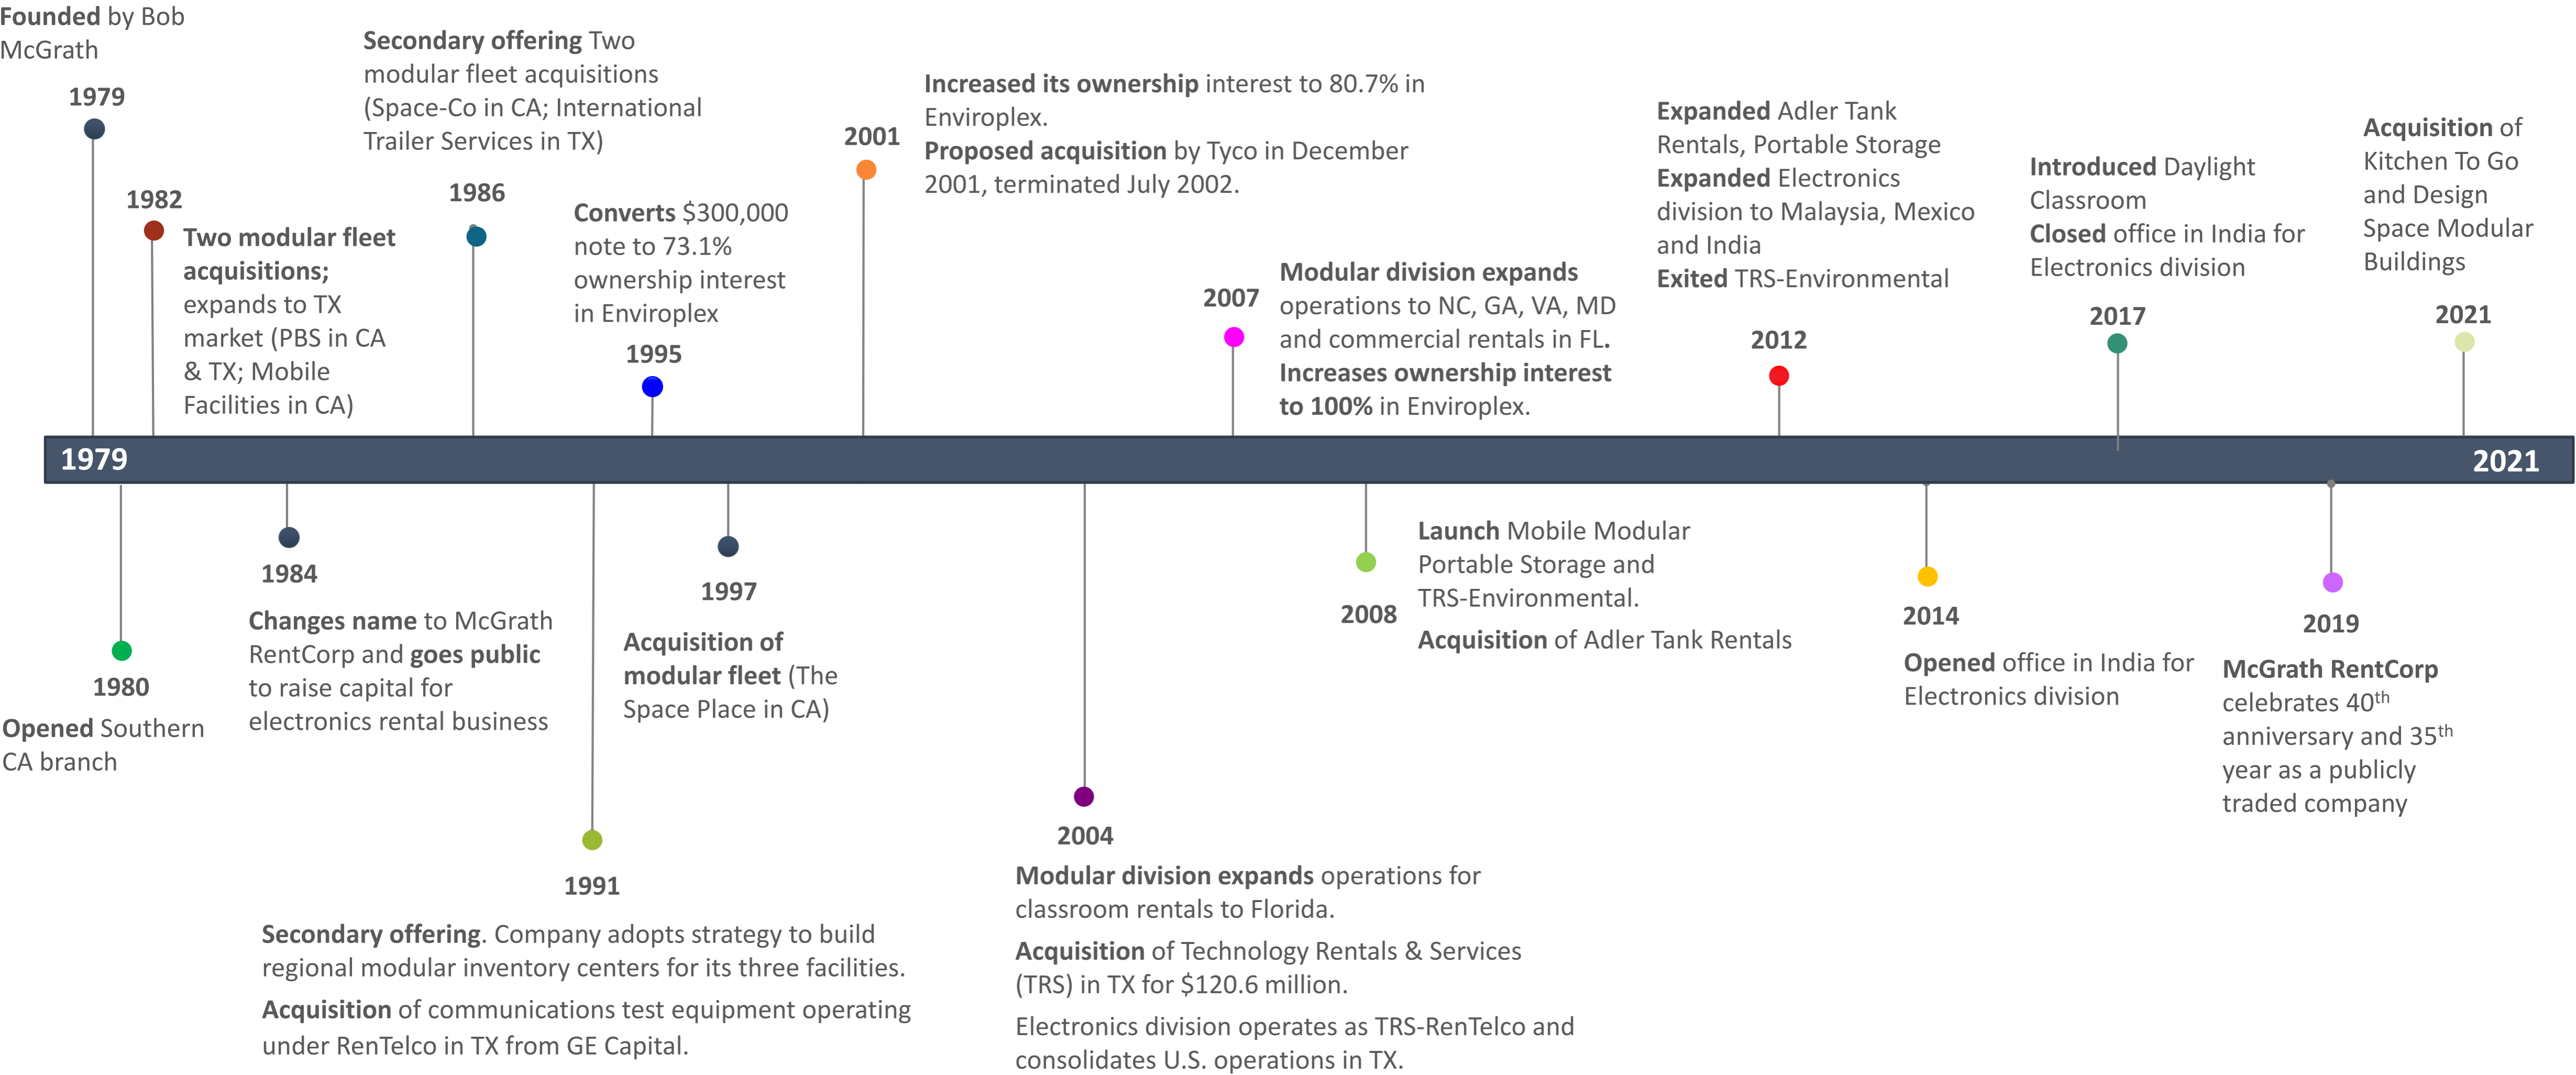 Founded by Bob
McGrath
1979
1982
Two modular fleet
acquisitions;
expands to TX
market (PBS in CA
& TX; Mobile
Facilities in CA)
Secondary offering Two
modular fleet acquisitions
(Space-Co in CA; International
Trailer Services in TX)
1986
Converts $300,000
note to 73.1%
ownership interest
in Enviroplex
1995
2001
Increased its ownership interest to 80.7% in
Enviroplex.
Proposed acquisition by Tyco in December
2001, terminated July 2002.
2007
Modular division expands
operations to NC, GA, VA, MD
and commercial rentals in FL.
Increases ownership interest
to 100% in Enviroplex.
Expanded Adler Tank
Rentals, Portable Storage
Expanded Electronics
division to Malaysia, Mexico
and India
Exited TRS-Environmental
2012
Introduced Daylight
Classroom
Closed office in India for
Electronics division
2017
Acquisition of
Kitchen To Go
and Design
Space Modular
Buildings
2021
1979
2021
1980
Opened Southern
CA branch
1984
Changes name to McGrath
RentCorp and goes public
to raise capital for
electronics rental business
1991
Secondary offering. Company adopts strategy to build
regional modular inventory centers for its three facilities.
Acquisition of communications test equipment operating
under RenTelco in TX from GE Capital.
1997
Acquisition of
modular fleet (The
Space Place in CA)
2004
Modular division expands operations for
classroom rentals to Florida.
Acquisition of Technology Rentals & Services
(TRS) in TX for $120.6 million.
Electronics division operates as TRS-RenTelco and
consolidates U.S. operations in TX.
2008
Launch Mobile Modular
Portable Storage and
TRS-Environmental.
Acquisition of Adler Tank Rentals
2014
Opened office in India for
Electronics division
2019
McGrath RentCorp
celebrates 40th
anniversary and 35th
year as a publicly
traded company